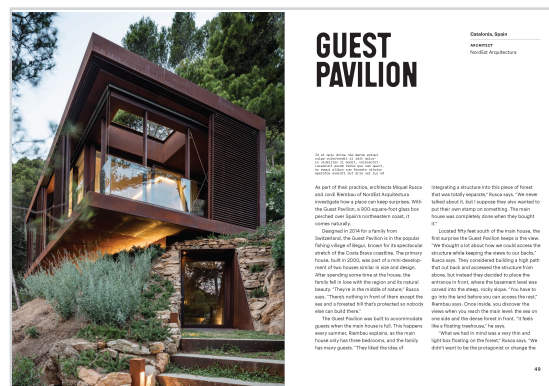 GUEST
PAVILION
Catalonia, Spain
ARCHITECT
NordEst Arquitectura
As part of their practice, architects Miquel Rusca
and Jordi Riembau of NordEst Arquitectura
investigate how a place can keep surprises. With
the Guest Pavilion, a 900-square-foot glass box
perched over Spain's northeastern coast, it
comes naturally.
Designed in 2014 for a family from
Switzerland, the Guest Pavilion is in the popular
fishing village of Begur, known for its spectacular
stretch of the Costa Brava coastline. The primary
house, built in 2000, was part of a mini-develop-
ment of two houses similar in size and design.
After spending some time at the house, the
family fell in love with the region and its natural
beauty. "They're in the middle of nature," Rusca
says. "There's nothing in front of them except the
sea and a forested hill that's protected so nobody
else can build there."
The Guest Pavilion was built to accommodate
guests when the main house is full. This happens
every summer, Riembau explains, as the main
house only has three bedrooms, and the family
has many guests. "They liked the idea of
integrating a structure into this piece of forest
that was totally separate," Rusca says. "We never
talked about it, but I suppose they also wanted to
put their own stamp on something. The main
house was completely done when they bought
it."
Located fifty feet south of the main house, the
first surprise the Guest Pavilion keeps is the view.
"We thought a lot about how we could access the
structure while keeping the views to our backs,"
Rusca says. They considered building a high path
that cut back and accessed the structure from
above, but instead they decided to place the
entrance in front, where the basement level was
carved into the steep, rocky slope. "You have to
go into the land before you can access the rest,"
Riembau says. Once inside, you discover the
views when you reach the main level: the sea on
one side and the dense forest in front. "It feels
like a floating treehouse," he says.
"What we had in mind was a very thin and
light box floating on the forest," Rusca says. "We
didn't want to be the protagonist or change the
49